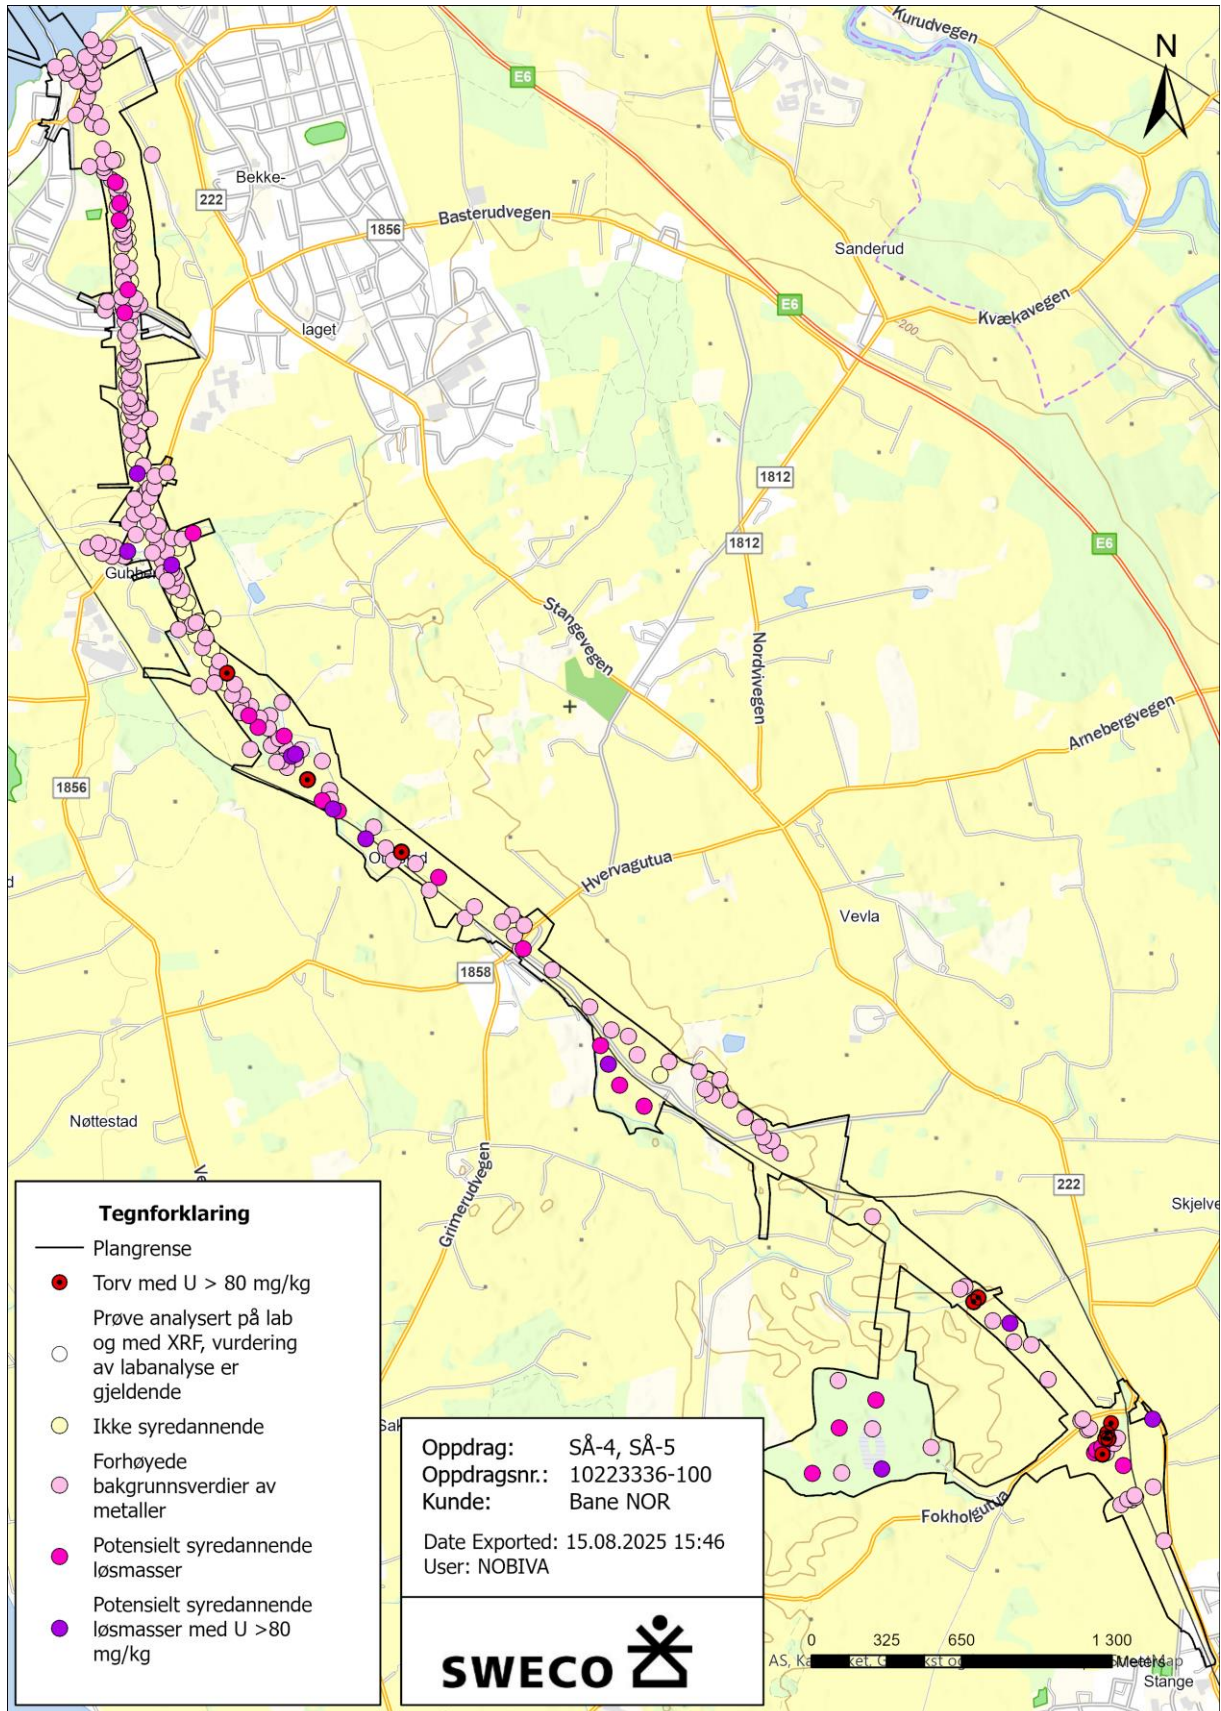 Kurudvegen
N
E6
Bekke-
222
1856
Basterudvegen
Sanderud
E6
Kvækavegen
200
laget
1812
1812
E6
Stangevegen
Nordvivegen
Arnebergvegen
1856
Hvervagutua
Vevla
1858
Nøttestad
Grimerudvegen
222
Skjelve
Fokholgutua
Tegnforklaring
Plangrense
Torv med U > 80 mg/kg
Prøve analysert på lab
og med XRF, vurdering
av labanalyse er
gjeldende
Ikke syredannende
Forhøyede
bakgrunnsverdier av
metaller
Potensielt syredannende
løsmasser
Potensielt syredannende
løsmasser med U >80
mg/kg
Oppdrag: SÅ-4, SÅ-5
Oppdragsnr.: 10223336-100
Kunde: Bane NOR
Date Exported: 15.08.2025 15:46
User: NOBIVA
SWECO
0 325 650 1 300
Meters
Stange